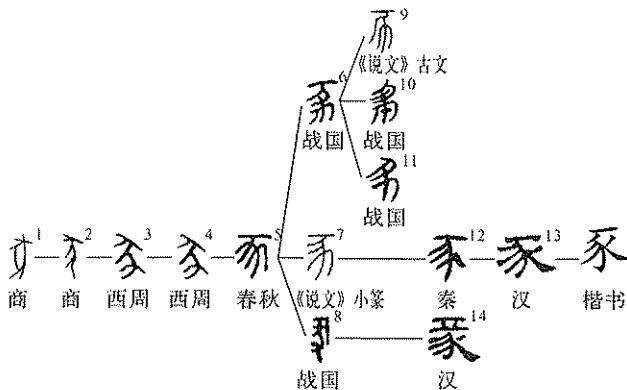 9
《说文》古文
6
战国
10
战国
11
战国
1
商
2
商
3
西周
4
西周
5
春秋
7
《说文》小篆
12
秦
13
汉
豕
楷书
8
战国
14
汉